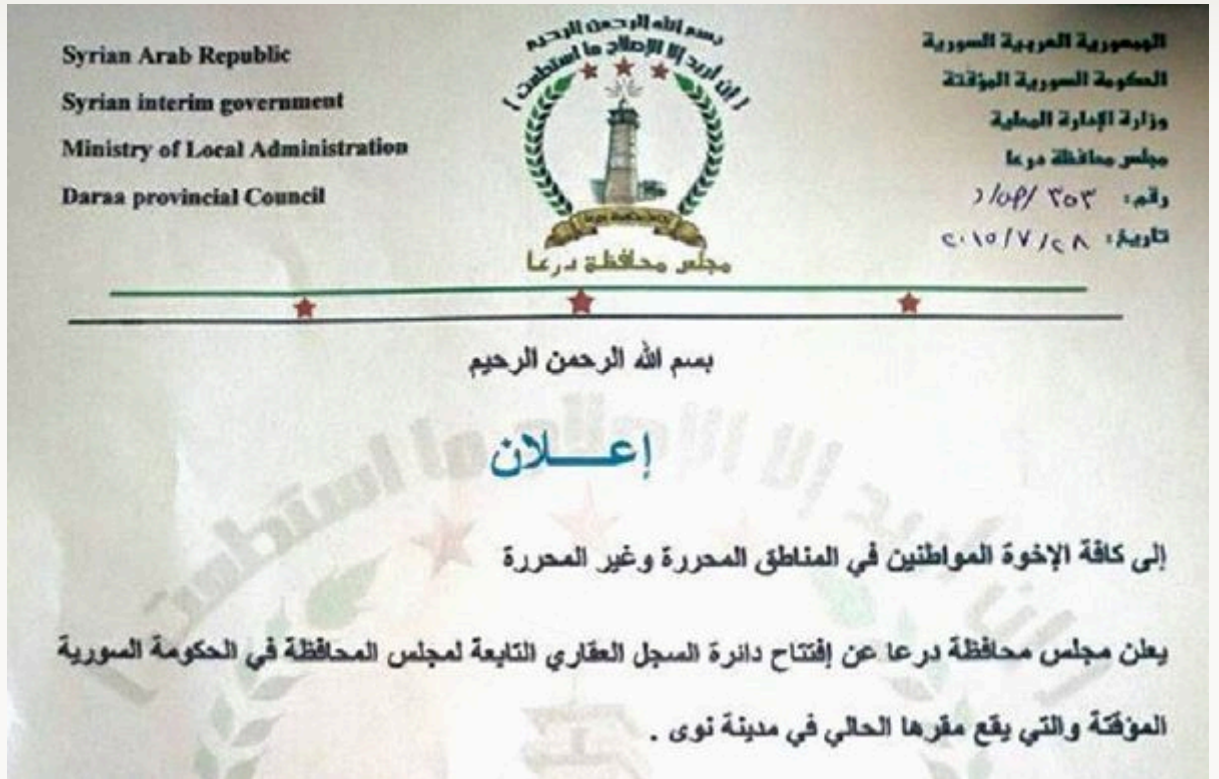 Syrian Arab Republic
Syrian interim government
Ministry of Local Administration
Daraa provincial Council
بسم الله الرحمن الرحيم
[ إن أريد إلا الإصلاح ما استطعت ]
مجلس محافظة درعا
الجمهورية العربية السورية
الحكومة السورية المؤقتة
وزارة الإدارة المحلية
مجلس محافظة درعا
رقم: ٣٥٣
تاريخ: ٢٠١٥/٧/٢٨
بسم الله الرحمن الرحيم
إعـــلان
إلى كافة الإخوة المواطنين في المناطق المحررة وغير المحررة
يعلن مجلس محافظة درعا عن إفتتاح دائرة السجل العقاري التابعة لمجلس المحافظة في الحكومة السورية
المؤقتة والتي يقع مقرها الحالي في مدينة نوى .